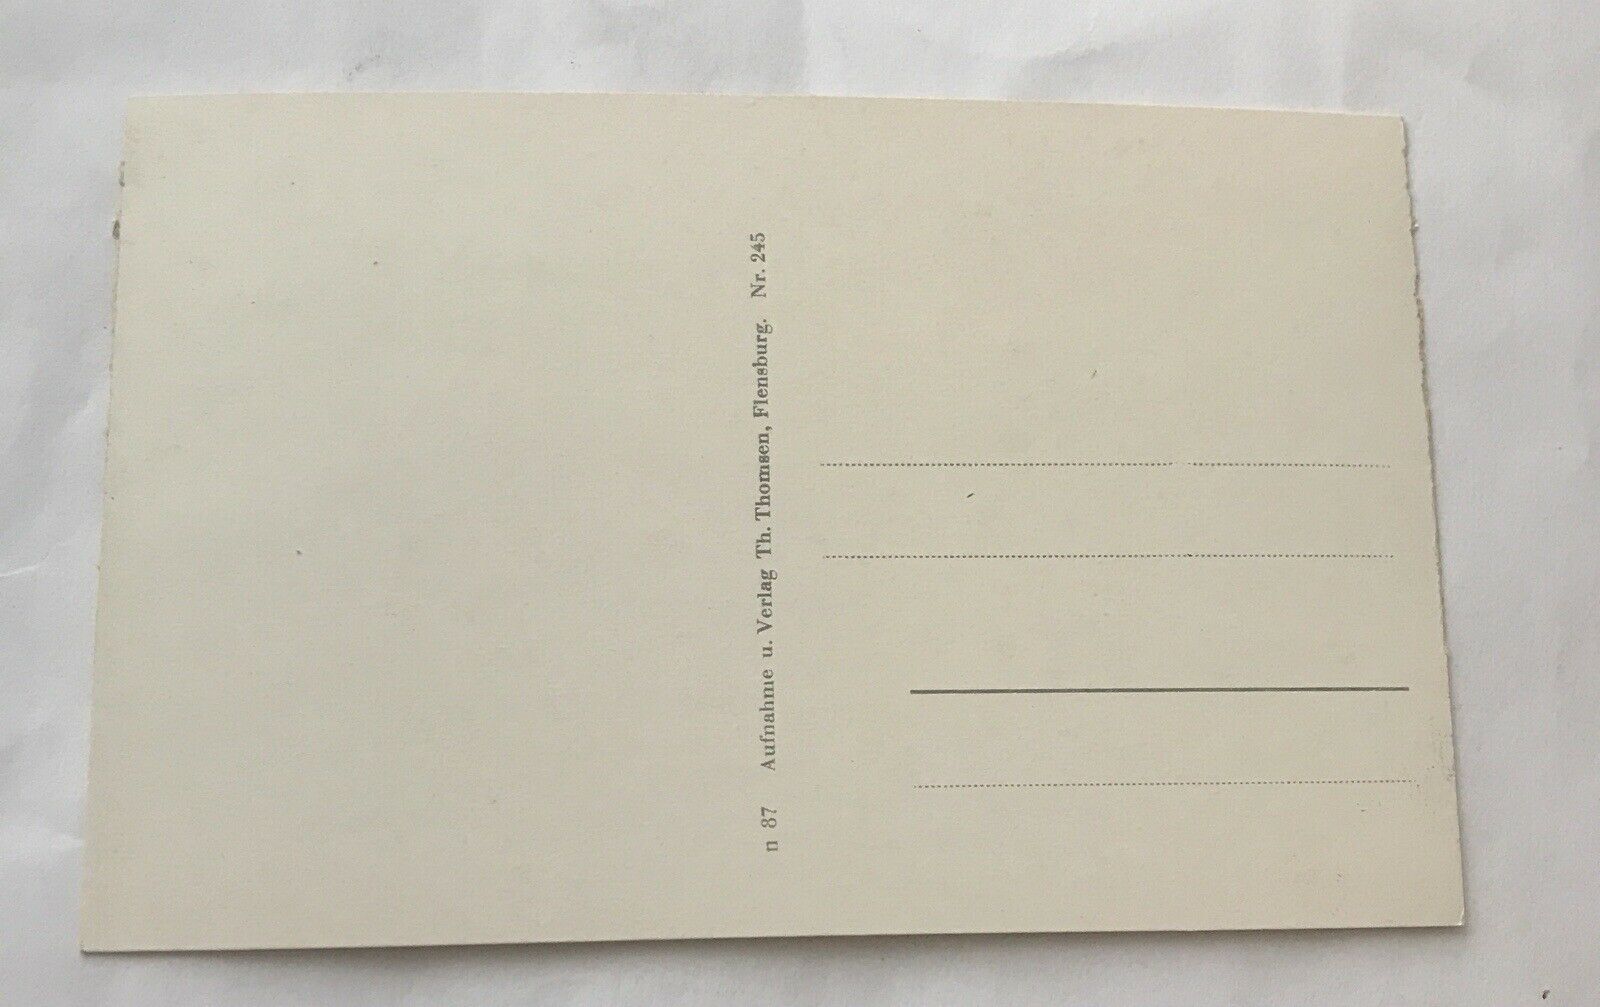 n 87 Aufnahme u. Verlag Th. Thomsen, Flensburg. Nr. 245